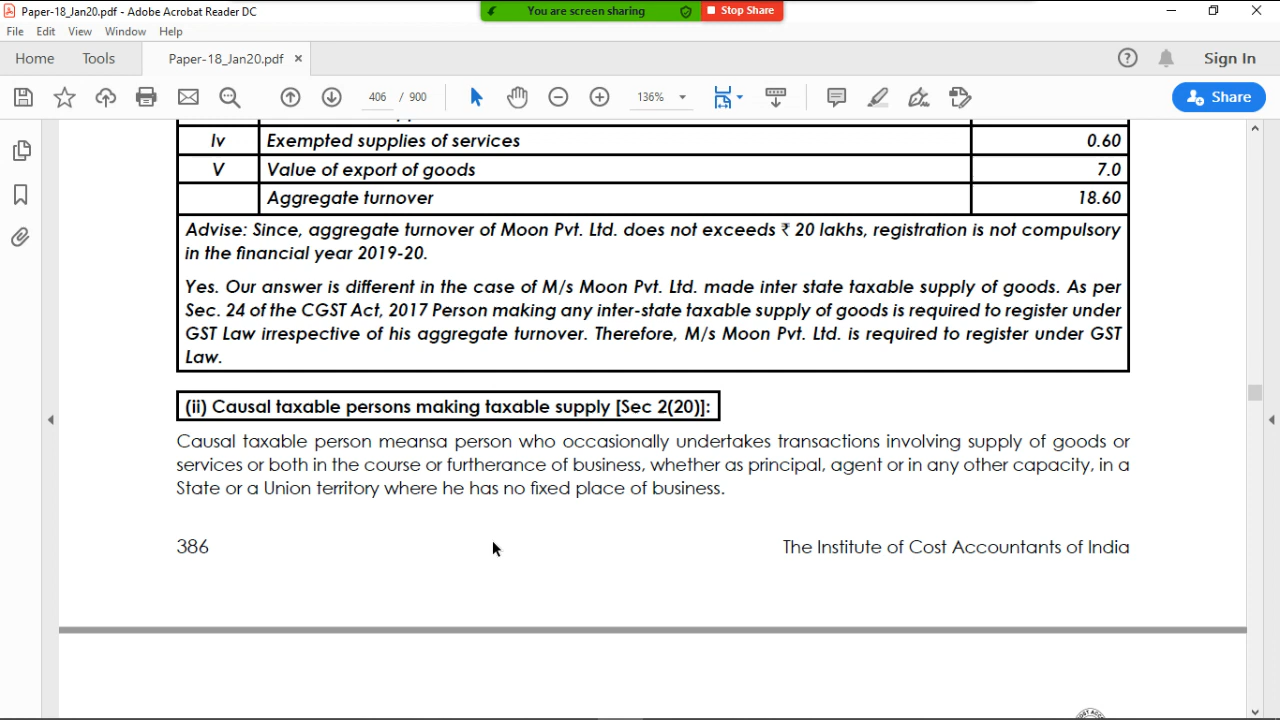 Paper-18_Jan20.pdf - Adobe Acrobat Reader DC
You are screen sharing
Stop Share
File Edit View Window Help
Home Tools Paper-18_Jan20.pdf × Sign In
406 / 900 136% Share
Iv Exempted supplies of services 0.60
V Value of export of goods 7.0
Aggregate turnover 18.60
Advise: Since, aggregate turnover of Moon Pvt. Ltd. does not exceeds ₹ 20 lakhs, registration is not compulsory
in the financial year 2019-20.
Yes. Our answer is different in the case of M/s Moon Pvt. Ltd. made inter state taxable supply of goods. As per
Sec. 24 of the CGST Act, 2017 Person making any inter-state taxable supply of goods is required to register under
GST Law irrespective of his aggregate turnover. Therefore, M/s Moon Pvt. Ltd. is required to register under GST
Law.
(ii) Causal taxable persons making taxable supply [Sec 2(20)]:
Causal taxable person meansa person who occasionally undertakes transactions involving supply of goods or
services or both in the course or furtherance of business, whether as principal, agent or in any other capacity, in a
State or a Union territory where he has no fixed place of business.
386 The Institute of Cost Accountants of India